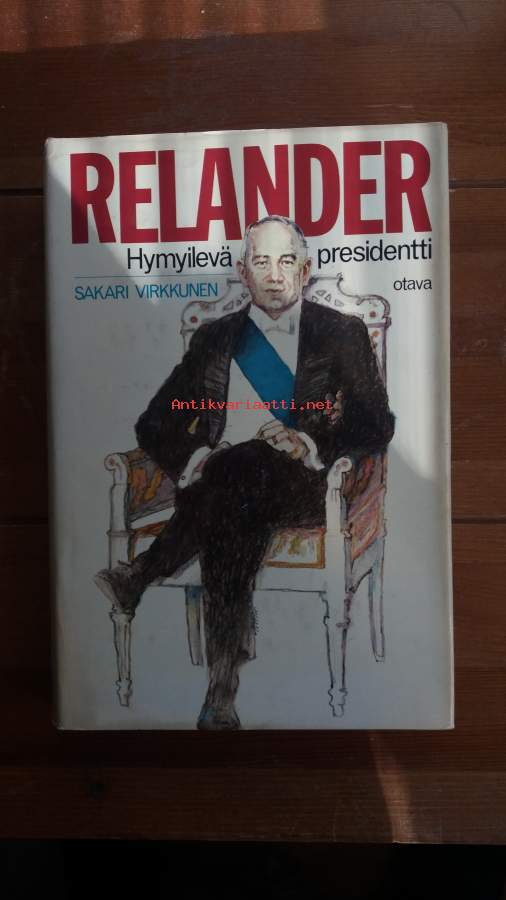 RELANDER
Hymyilevä presidentti
SAKARI VIRKKUNEN otava
Antikvariaatti.net